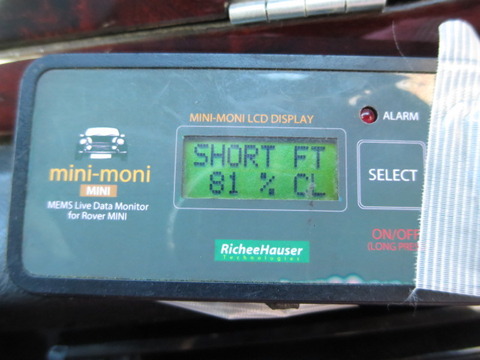 MINI-MONI LCD DISPLAY
ALARM
mini-moni
MINI
MEMS Live Data Monitor
for Rover MINI
SHORT FT
81 % CL
SELECT
ON/OFF
(LONG PRE
RicheeHauser
Technologies